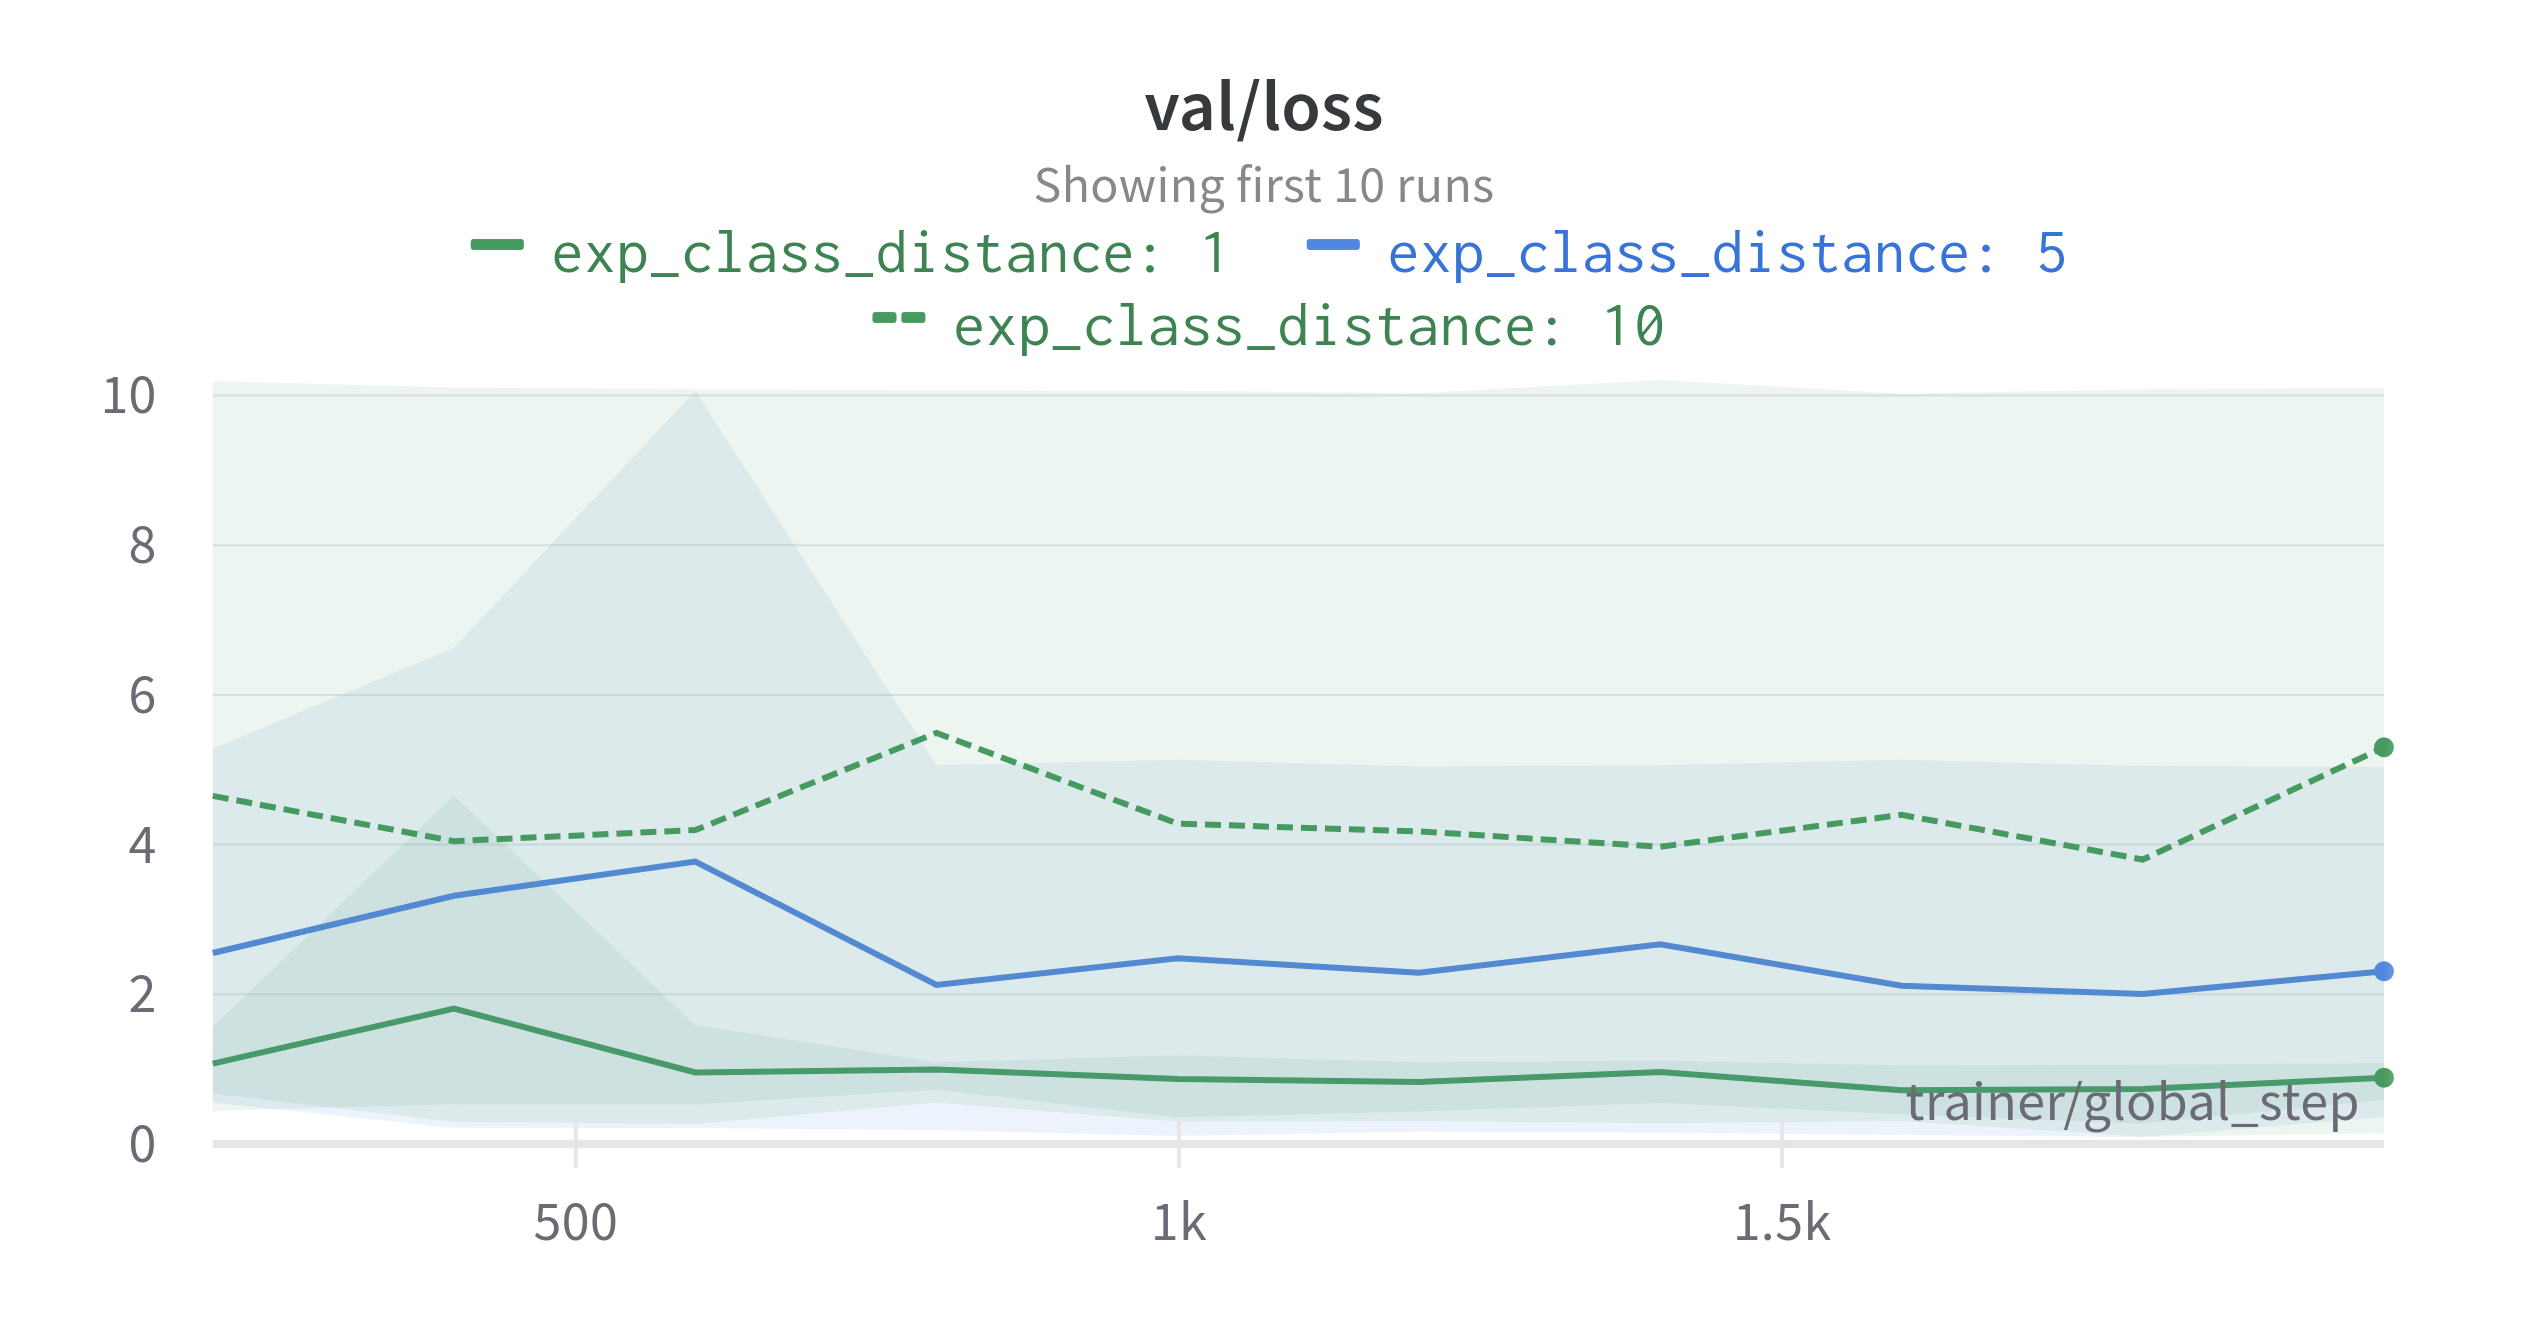 val/loss
Showing first 10 runs
exp_class_distance: 1 exp_class_distance: 5
exp_class_distance: 10
10
8
6
4
2
0
trainer/global_step
500 1k 1.5k